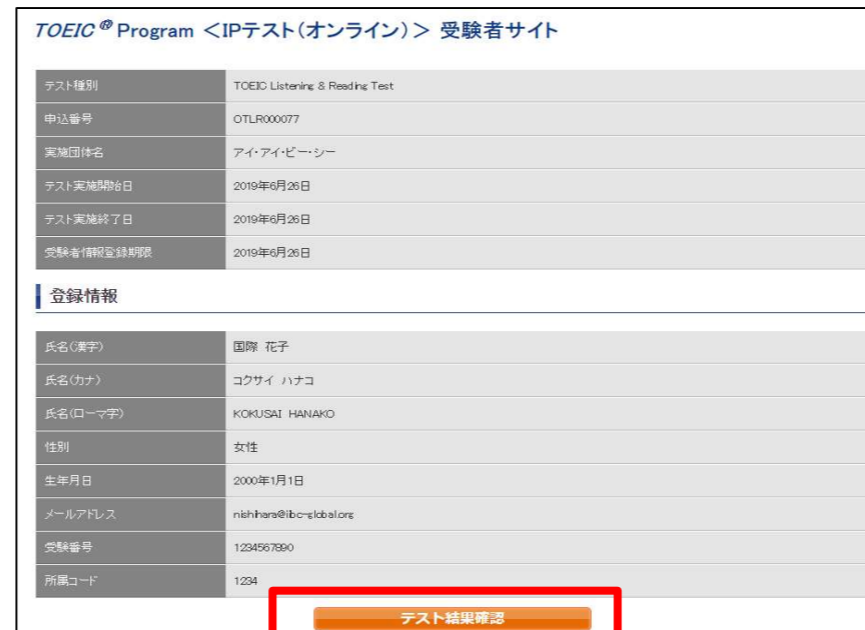 TOEIC® Program ＜IPテスト(オンライン)＞ 受験者サイト
テスト種別 TOEIC Listening & Reading Test
申込番号 OTLR000077
実施団体名 アイ・アイ・ビー・シー
テスト実施開始日 2019年6月26日
テスト実施終了日 2019年6月26日
受験者情報登録期限 2019年6月26日
登録情報
氏名(漢字) 国際 花子
氏名(カナ) コクサイ ハナコ
氏名(ローマ字) KOKUSAI HANAKO
性別 女性
生年月日 2000年1月1日
メールアドレス nishihara@iibc-global.org
受験番号 1234567890
所属コード 1234
テスト結果確認